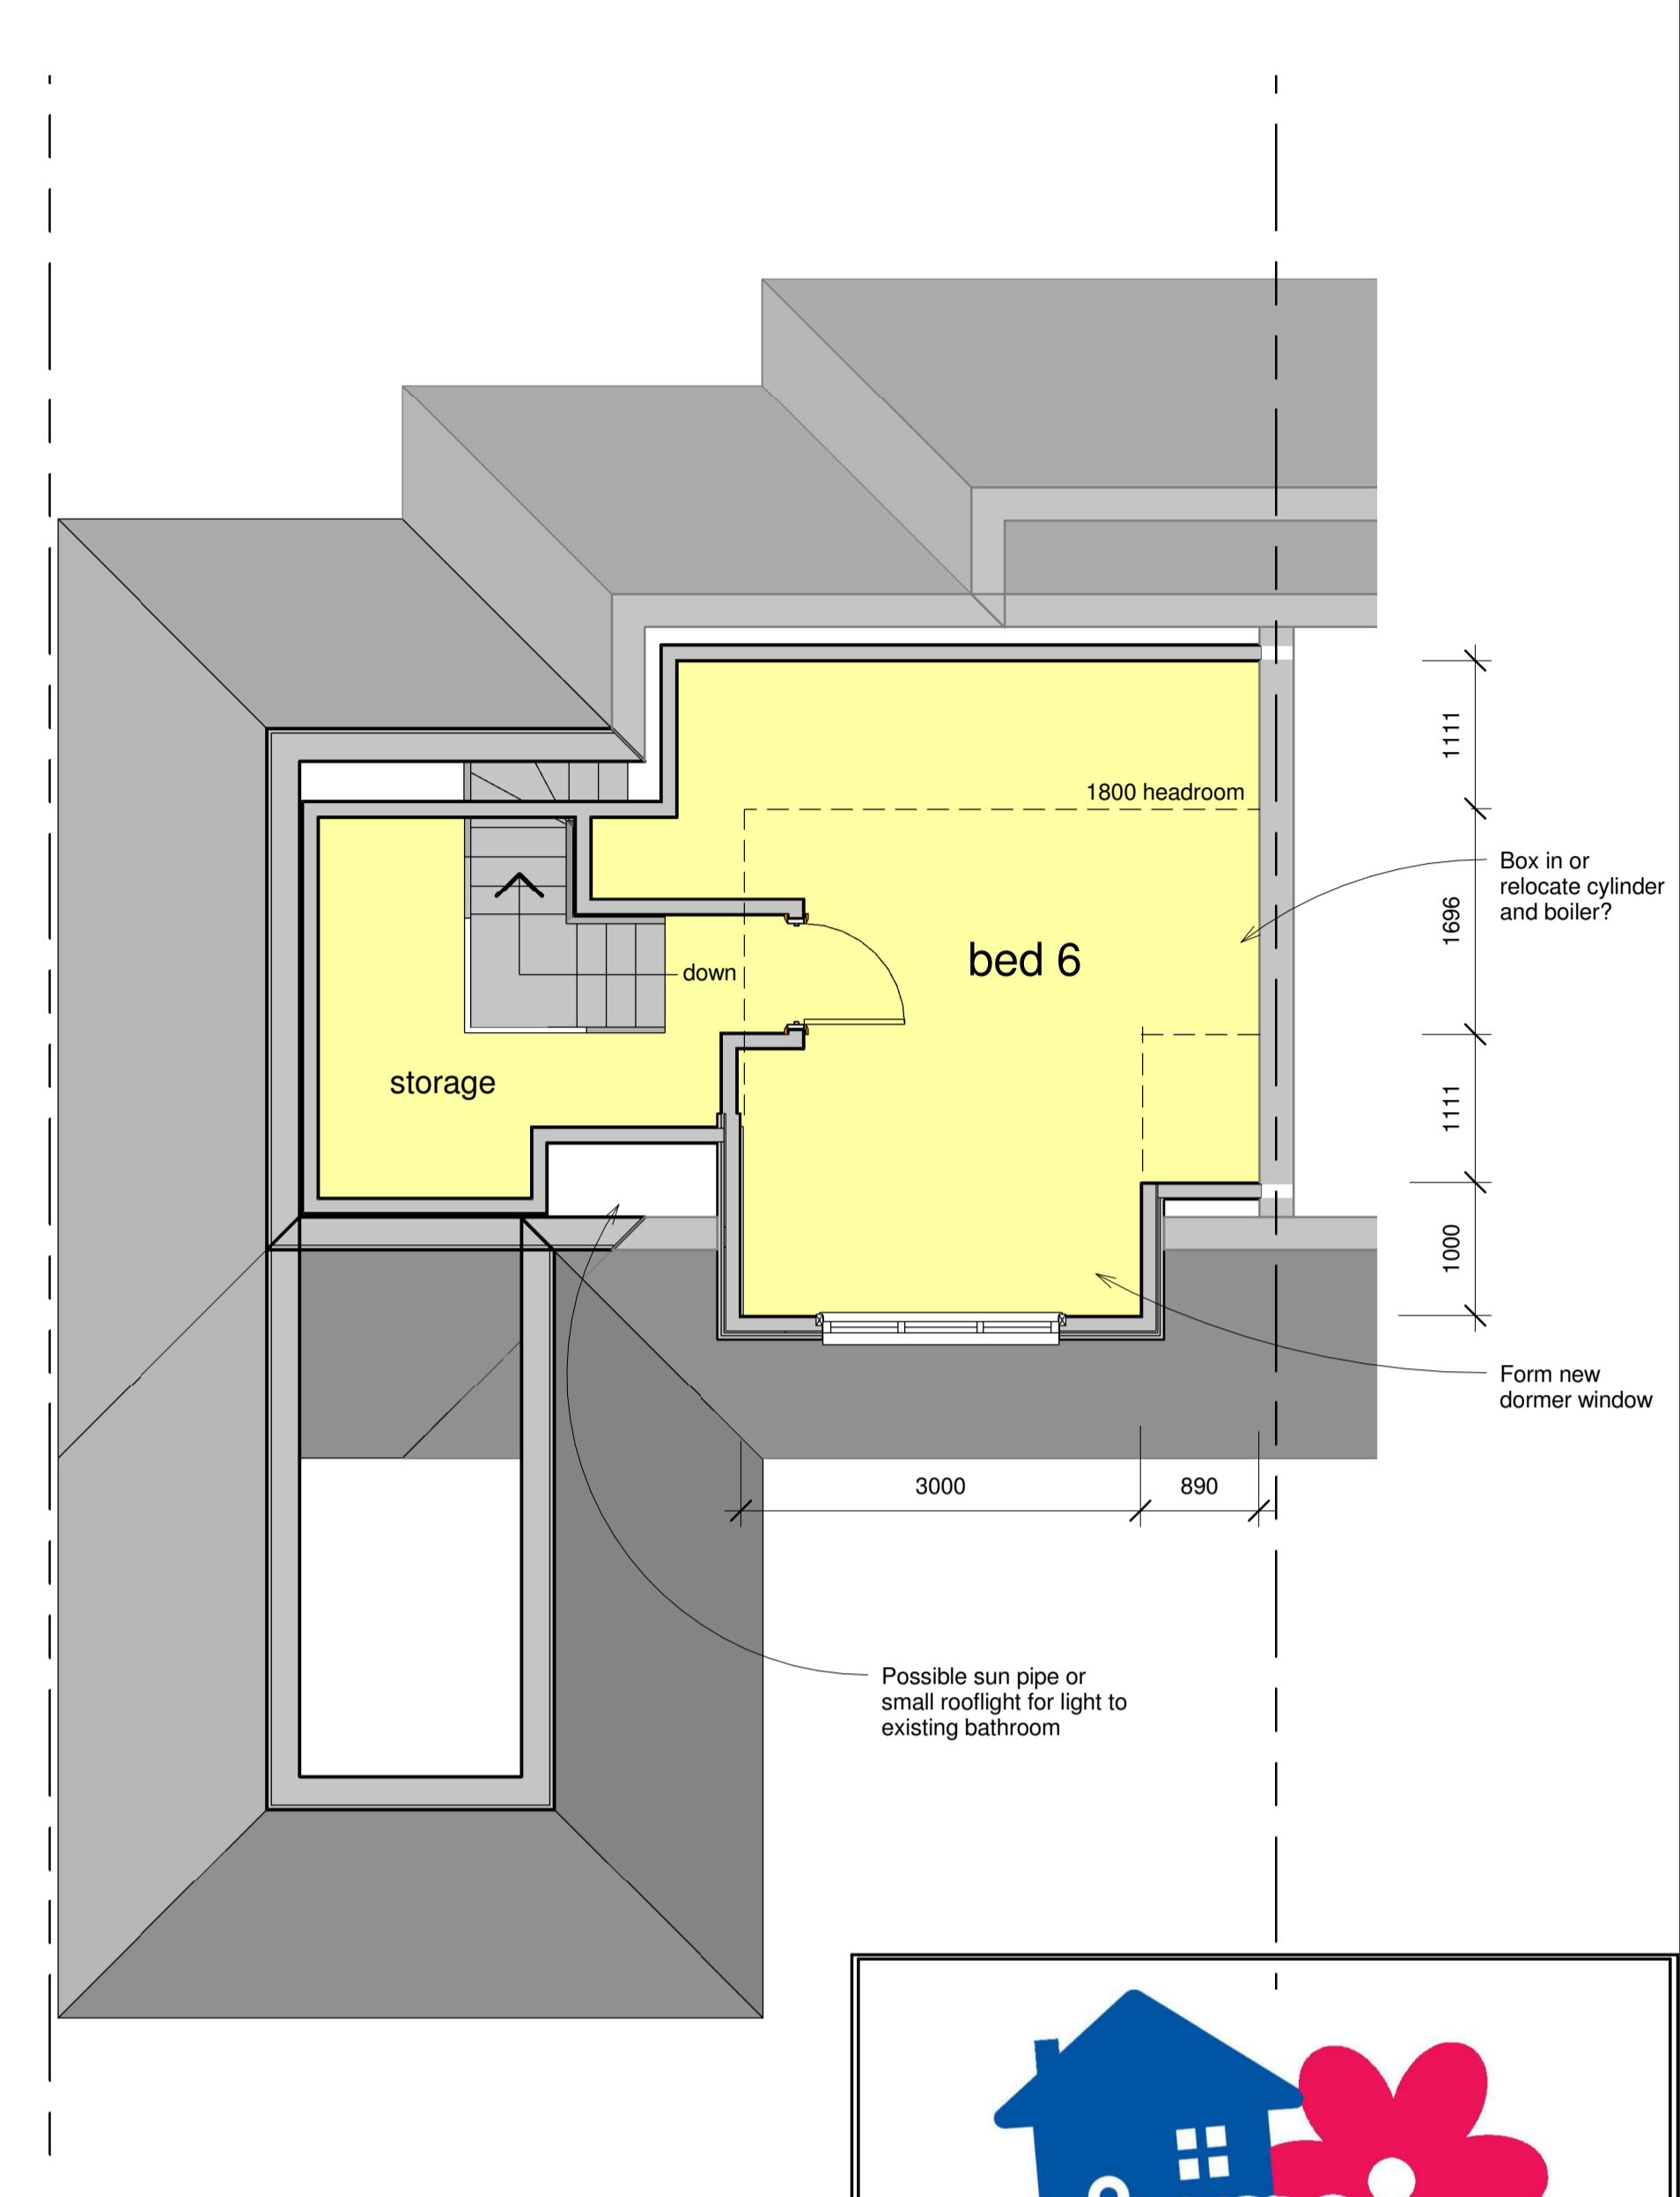 1111
1800 headroom
Box in or
relocate cylinder
and boiler?
1696
bed 6
down
storage
1111
1000
Form new
dormer window
3000
890
Possible sun pipe or
small rooflight for light to
existing bathroom